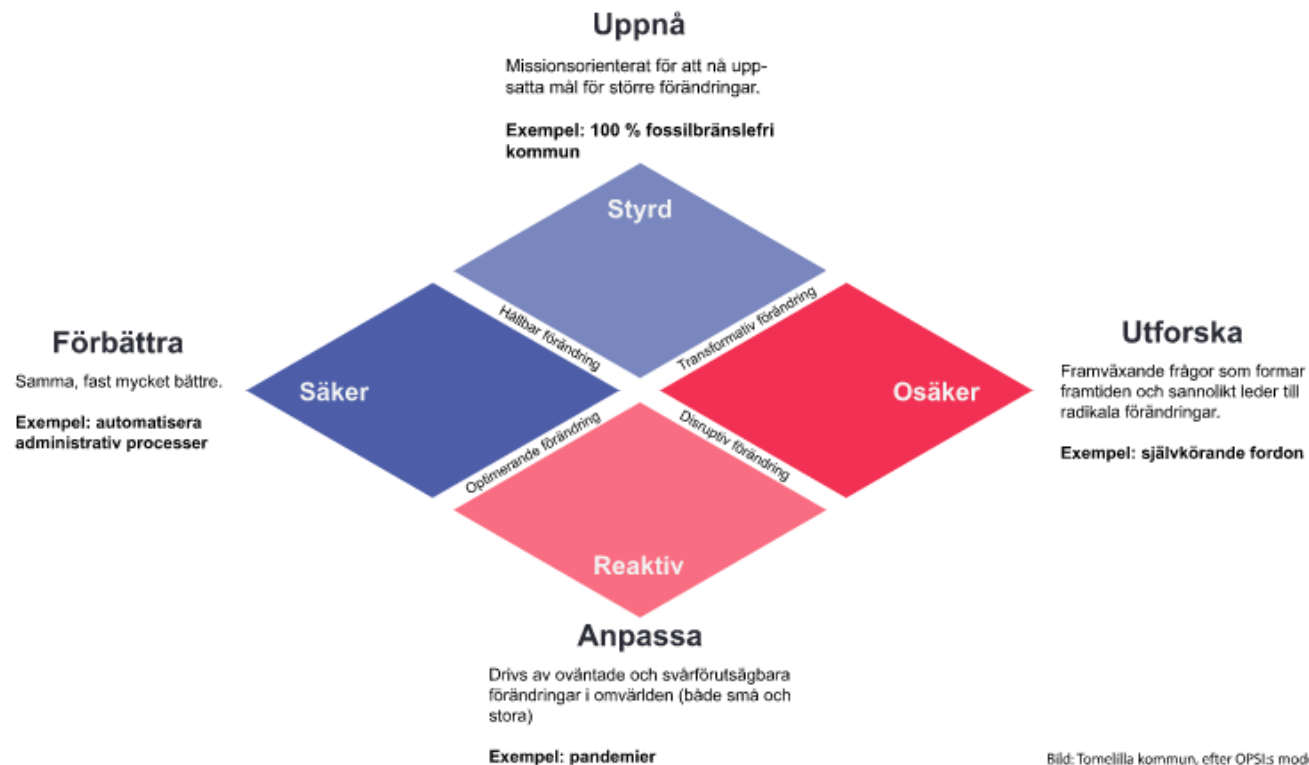 Uppnå
Missionsorienterat för att nå upp-
satta mål för större förändringar.
Exempel: 100 % fossilbränslefri
kommun
Styrd
Hållbar förändring
Transformativ förändring
Förbättra
Samma, fast mycket bättre.
Exempel: automatisera
administrativ processer
Säker
Osäker
Utforska
Framväxande frågor som formar
framtiden och sannolikt leder till
radikala förändringar.
Exempel: självkörande fordon
Optimerande förändring
Disruptiv förändring
Reaktiv
Anpassa
Drivs av oväntade och svårförutsägbara
förändringar i omvärlden (både små och
stora)
Exempel: pandemier
Bild: Tomelilla kommun, efter OPSI:s mod